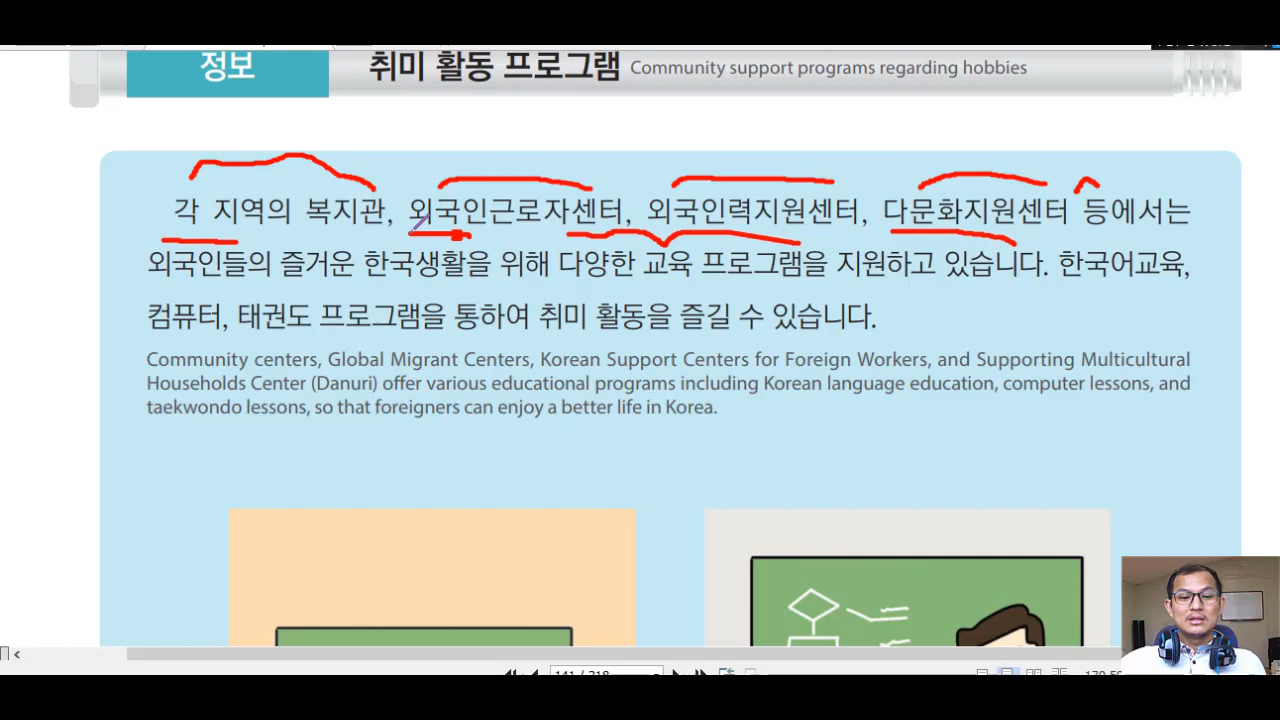 정보
취미 활동 프로그램 Community support programs regarding hobbies
각 지역의 복지관, 외국인근로자센터, 외국인력지원센터, 다문화지원센터 등에서는
외국인들의 즐거운 한국생활을 위해 다양한 교육 프로그램을 지원하고 있습니다. 한국어교육,
컴퓨터, 태권도 프로그램을 통하여 취미 활동을 즐길 수 있습니다.
Community centers, Global Migrant Centers, Korean Support Centers for Foreign Workers, and Supporting Multicultural
Households Center (Danuri) offer various educational programs including Korean language education, computer lessons, and
taekwondo lessons, so that foreigners can enjoy a better life in Korea.
141 / 218